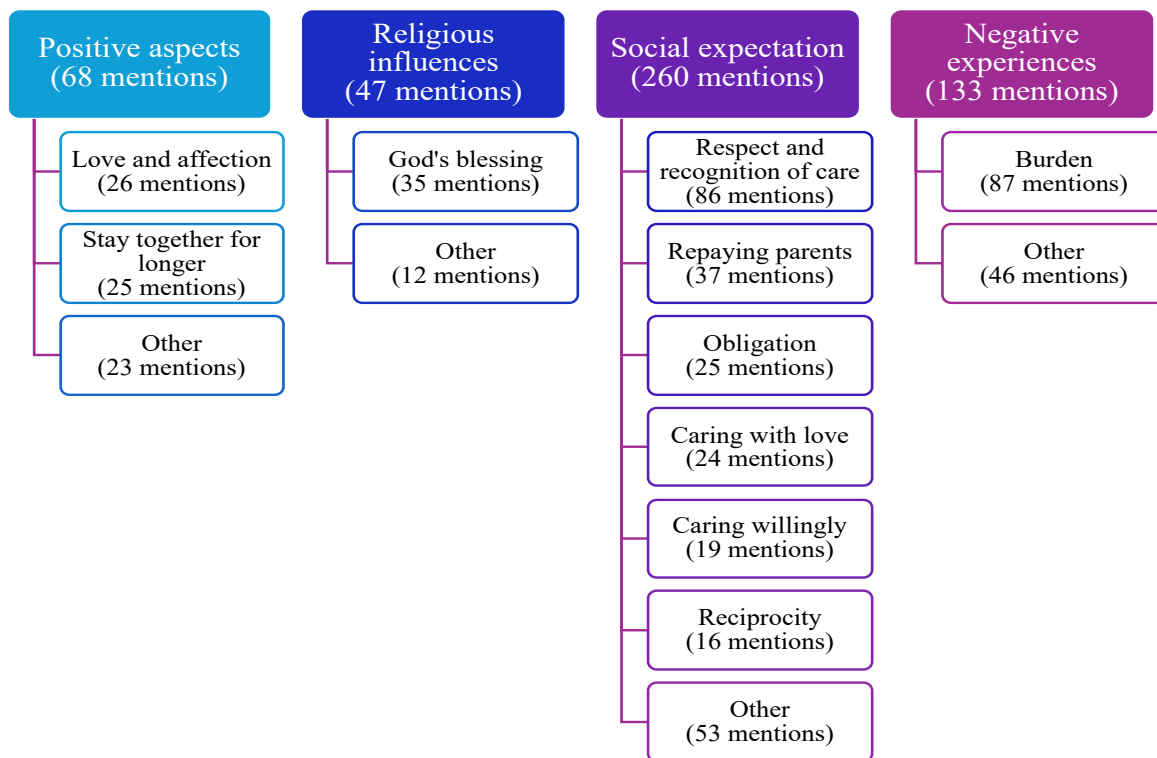 Positive aspects
(68 mentions)
Love and affection
(26 mentions)
Stay together for
longer
(25 mentions)
Other
(23 mentions)
Religious
influences
(47 mentions)
God's blessing
(35 mentions)
Other
(12 mentions)
Social expectation
(260 mentions)
Respect and
recognition of care
(86 mentions)
Repaying parents
(37 mentions)
Obligation
(25 mentions)
Caring with love
(24 mentions)
Caring willingly
(19 mentions)
Reciprocity
(16 mentions)
Other
(53 mentions)
Negative
experiences
(133 mentions)
Burden
(87 mentions)
Other
(46 mentions)